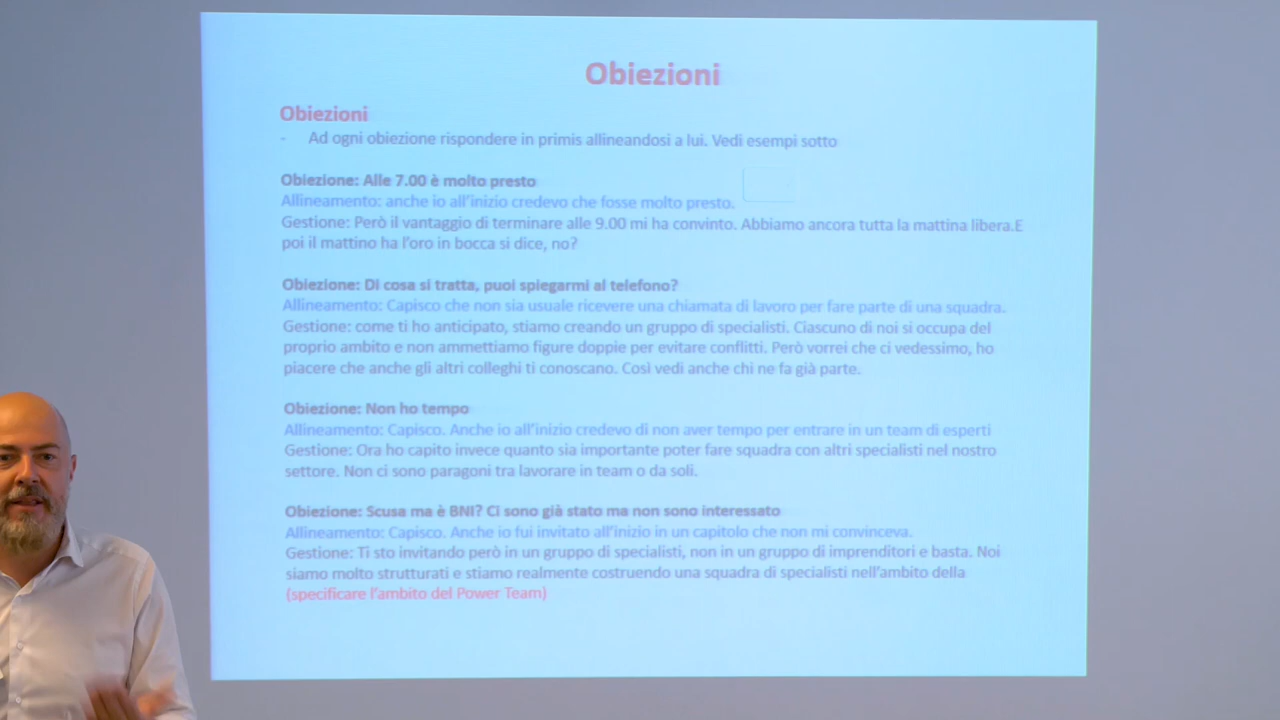 Obiezioni
Obiezioni
- Ad ogni obiezione rispondere in primis allineandosi a lui. Vedi esempi sotto
Obiezione: Alle 7.00 è molto presto
Allineamento: anche io all'inizio credevo che fosse molto presto.
Gestione: Però il vantaggio di terminare alle 9.00 mi ha convinto. Abbiamo ancora tutta la mattina libera.E
poi il mattino ha l'oro in bocca si dice, no?
Obiezione: Di cosa si tratta, puoi spiegarmi al telefono?
Allineamento: Capisco che non sia usuale ricevere una chiamata di lavoro per fare parte di una squadra.
Gestione: come ti ho anticipato, stiamo creando un gruppo di specialisti. Ciascuno di noi si occupa del
proprio ambito e non ammettiamo figure doppie per evitare conflitti. Però vorrei che ci vedessimo, ho
piacere che anche gli altri colleghi ti conoscano. Così vedi anche chi ne fa già parte.
Obiezione: Non ho tempo
Allineamento: Capisco. Anche io all'inizio credevo di non aver tempo per entrare in un team di esperti
Gestione: Ora ho capito invece quanto sia importante poter fare squadra con altri specialisti nel nostro
settore. Non ci sono paragoni tra lavorare in team o da soli.
Obiezione: Scusa ma è BNI? Ci sono già stato ma non sono interessato
Allineamento: Capisco. Anche io fui invitato all'inizio in un capitolo che non mi convinceva.
Gestione: Ti sto invitando però in un gruppo di specialisti, non in un gruppo di imprenditori e basta. Noi
siamo molto strutturati e stiamo realmente costruendo una squadra di specialisti nell'ambito della
(specificare l'ambito del Power Team)